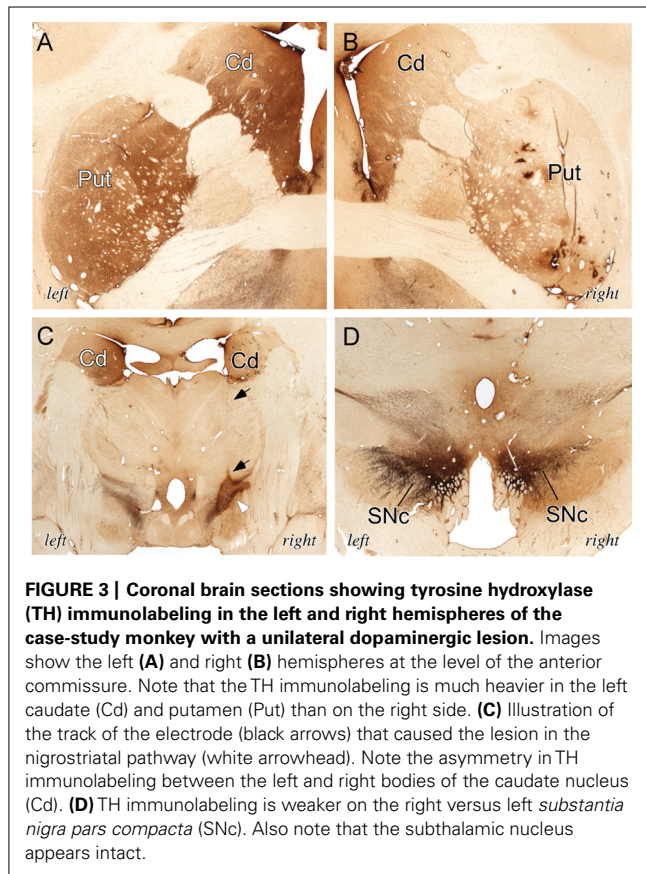 A
Cd
Put
left
B
Cd
Put
right
C
Cd
Cd
left
right
D
SNc
SNc
left
right
FIGURE 3 | Coronal brain sections showing tyrosine hydroxylase
(TH) immunolabeling in the left and right hemispheres of the
case-study monkey with a unilateral dopaminergic lesion. Images
show the left (A) and right (B) hemispheres at the level of the anterior
commissure. Note that the TH immunolabeling is much heavier in the left
caudate (Cd) and putamen (Put) than on the right side. (C) Illustration of
the track of the electrode (black arrows) that caused the lesion in the
nigrostriatal pathway (white arrowhead). Note the asymmetry in TH
immunolabeling between the left and right bodies of the caudate nucleus
(Cd). (D) TH immunolabeling is weaker on the right versus left substantia
nigra pars compacta (SNc). Also note that the subthalamic nucleus
appears intact.